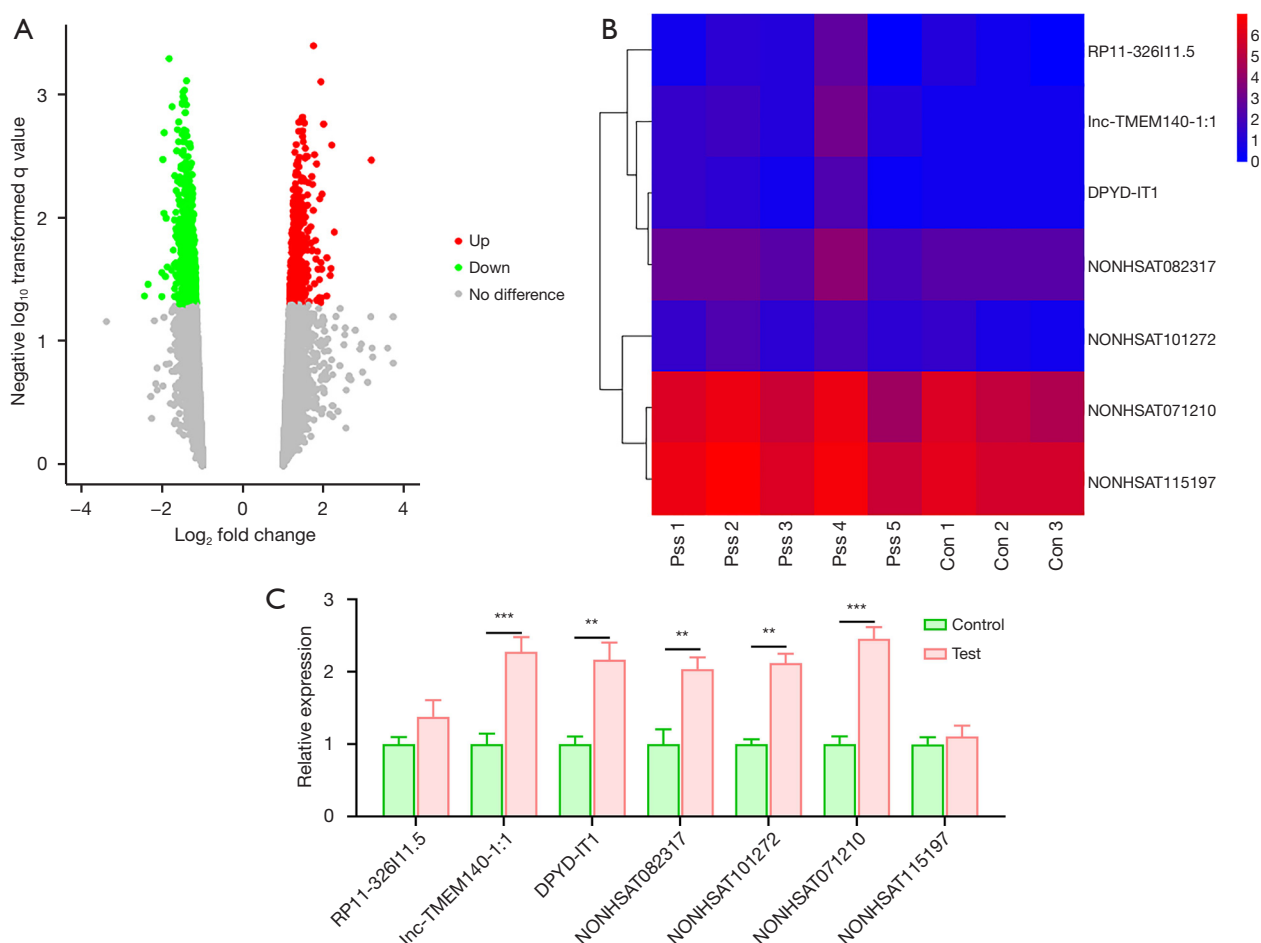 A
Negative log10 transformed q value
3
2
1
0
−4
−2
0
2
4
Log2 fold change
Up
Down
No difference
B
RP11-326I11.5
lnc-TMEM140-1:1
DPYD-IT1
NONHSAT082317
NONHSAT101272
NONHSAT071210
NONHSAT115197
Pss 1
Pss 2
Pss 3
Pss 4
Pss 5
Con 1
Con 2
Con 3
6
5
4
3
2
1
0
C
Relative expression
3
2
1
0
***
**
**
**
***
Control
Test
RP11-326I11.5
lnc-TMEM140-1:1
DPYD-IT1
NONHSAT082317
NONHSAT101272
NONHSAT071210
NONHSAT115197